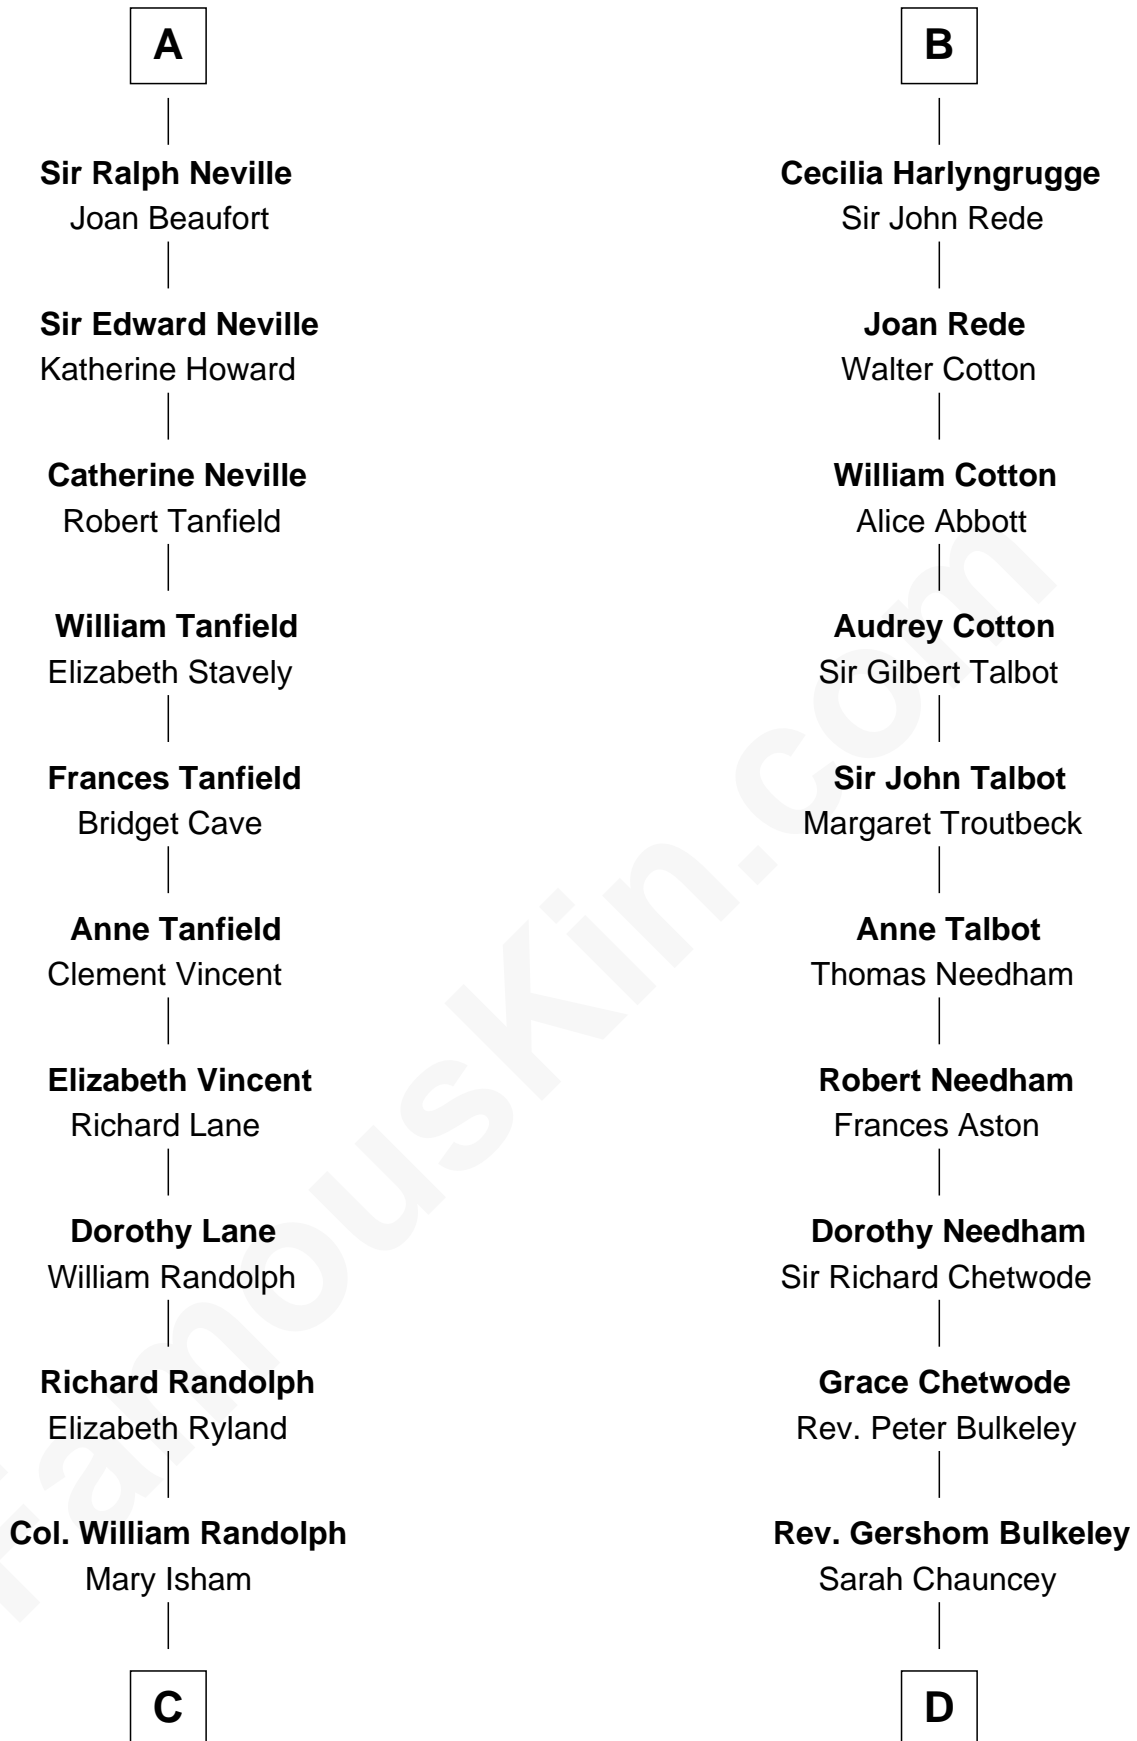 A
Sir Ralph Neville
Joan Beaufort
Sir Edward Neville
Katherine Howard
Catherine Neville
Robert Tanfield
William Tanfield
Elizabeth Stavely
Frances Tanfield
Bridget Cave
Anne Tanfield
Clement Vincent
Elizabeth Vincent
Richard Lane
Dorothy Lane
William Randolph
Richard Randolph
Elizabeth Ryland
Col. William Randolph
Mary Isham
C
B
Cecilia Harlyngrugge
Sir John Rede
Joan Rede
Walter Cotton
William Cotton
Alice Abbott
Audrey Cotton
Sir Gilbert Talbot
Sir John Talbot
Margaret Troutbeck
Anne Talbot
Thomas Needham
Robert Needham
Frances Aston
Dorothy Needham
Sir Richard Chetwode
Grace Chetwode
Rev. Peter Bulkeley
Rev. Gershom Bulkeley
Sarah Chauncey
D
FamousKin.com